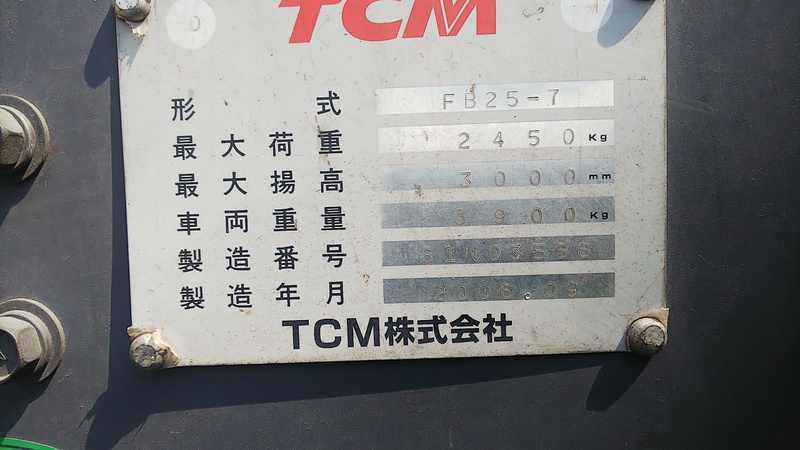 TCM
形式 FB25-7
最大荷重 2450 Kg
最大揚高 3000 mm
車両重量 3900 Kg
製造番号
製造年月 2006.09
TCM株式会社